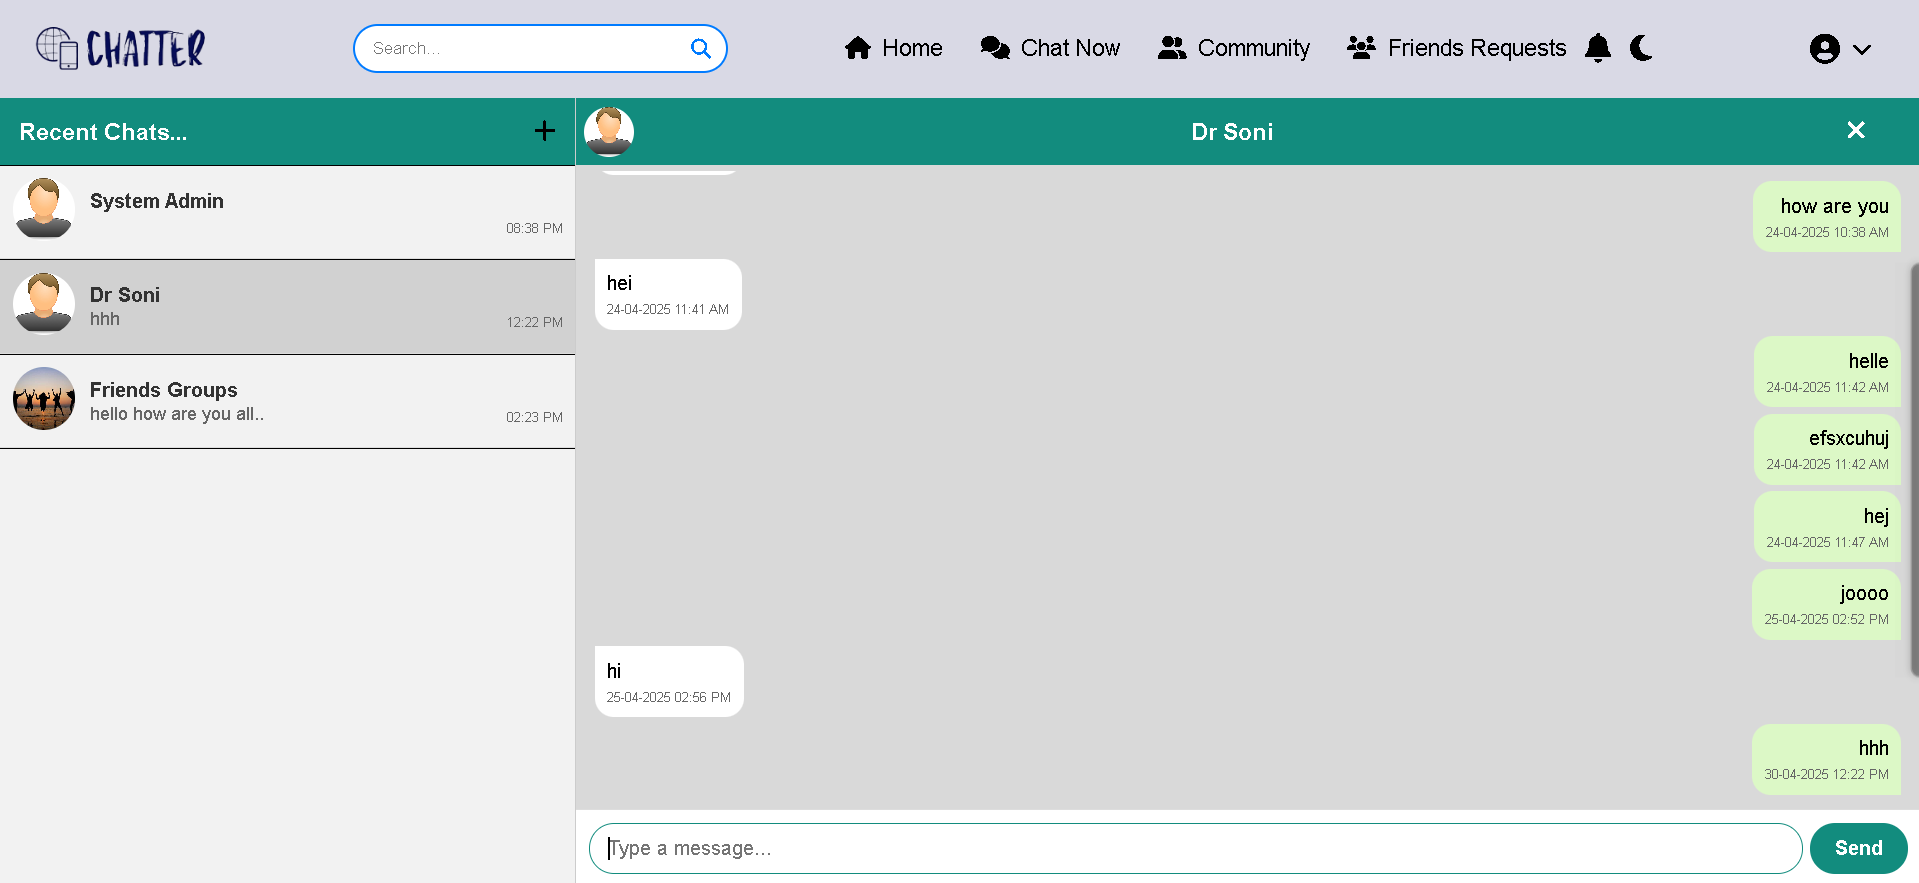 CHATTER
Search...
Home
Chat Now
Community
Friends Requests
Recent Chats...
System Admin
08:38 PM
Dr Soni
hhh
12:22 PM
Friends Groups
hello how are you all..
02:23 PM
Dr Soni
how are you
24-04-2025 10:38 AM
hei
24-04-2025 11:41 AM
helle
24-04-2025 11:42 AM
efsxcuhuj
24-04-2025 11:42 AM
hej
24-04-2025 11:47 AM
joooo
25-04-2025 02:52 PM
hi
25-04-2025 02:56 PM
hhh
30-04-2025 12:22 PM
Type a message...
Send